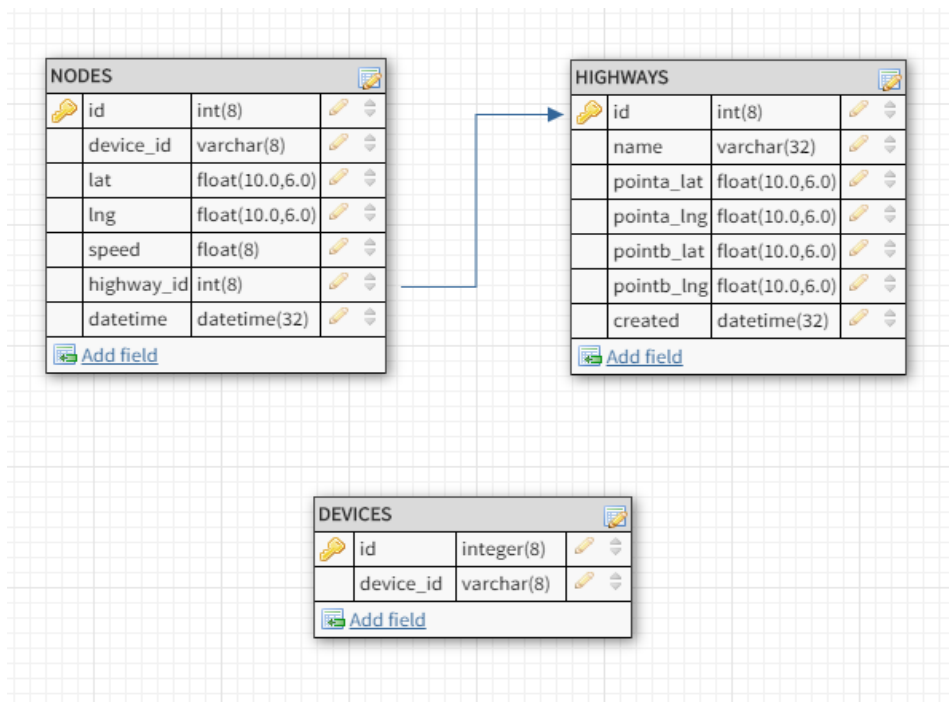 NODES
id int(8)
device_id varchar(8)
lat float(10.0,6.0)
lng float(10.0,6.0)
speed float(8)
highway_id int(8)
datetime datetime(32)
Add field
HIGHWAYS
id int(8)
name varchar(32)
pointa_lat float(10.0,6.0)
pointa_lng float(10.0,6.0)
pointb_lat float(10.0,6.0)
pointb_lng float(10.0,6.0)
created datetime(32)
Add field
DEVICES
id integer(8)
device_id varchar(8)
Add field